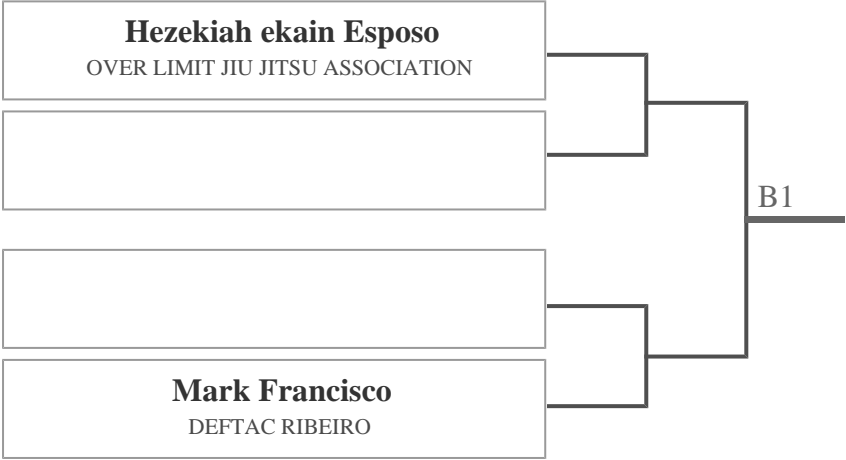 Hezekiah ekain Esposo
OVER LIMIT JIU JITSU ASSOCIATION
B1
Mark Francisco
DEFTAC RIBEIRO